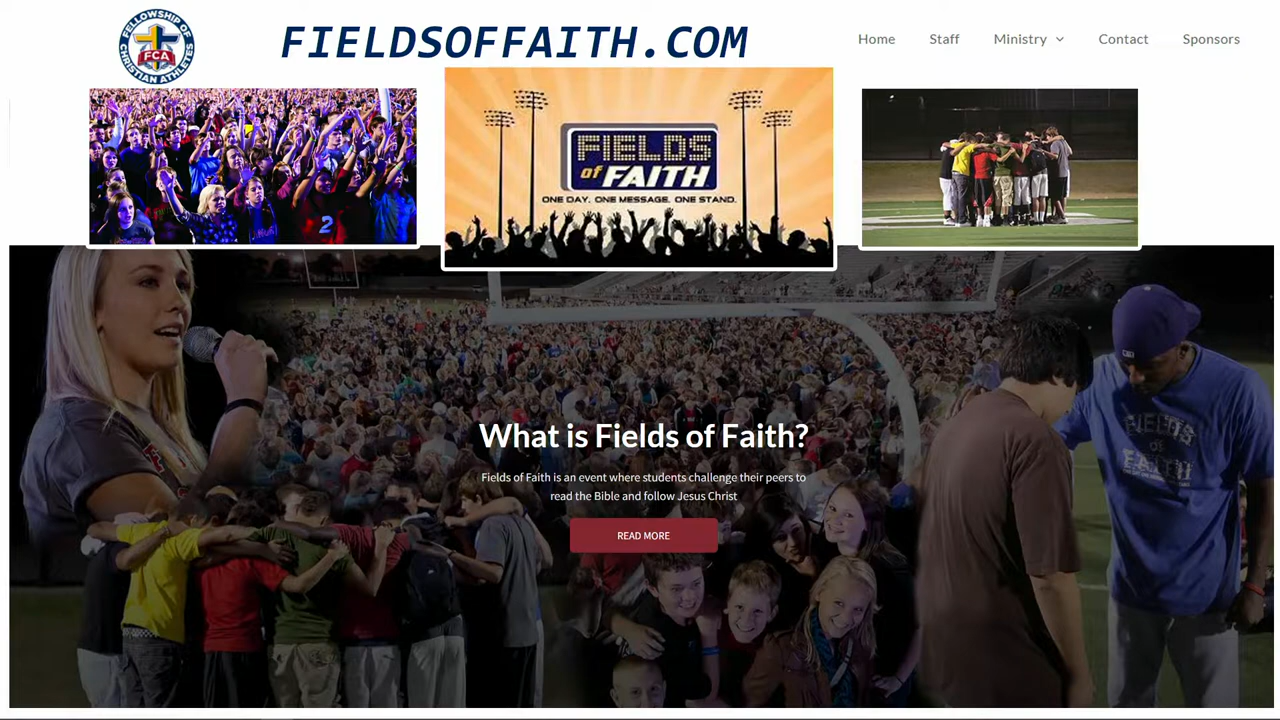 FELLOWSHIP OF
CHRISTIAN ATHLETES
FCA
FIELDSOFFAITH.COM
Home
Staff
Ministry
Contact
Sponsors
2
FIELDS
of FAITH
ONE DAY. ONE MESSAGE. ONE STAND.
What is Fields of Faith?
Fields of Faith is an event where students challenge their peers to
read the Bible and follow Jesus Christ
READ MORE
FIELDS
of
FAITH